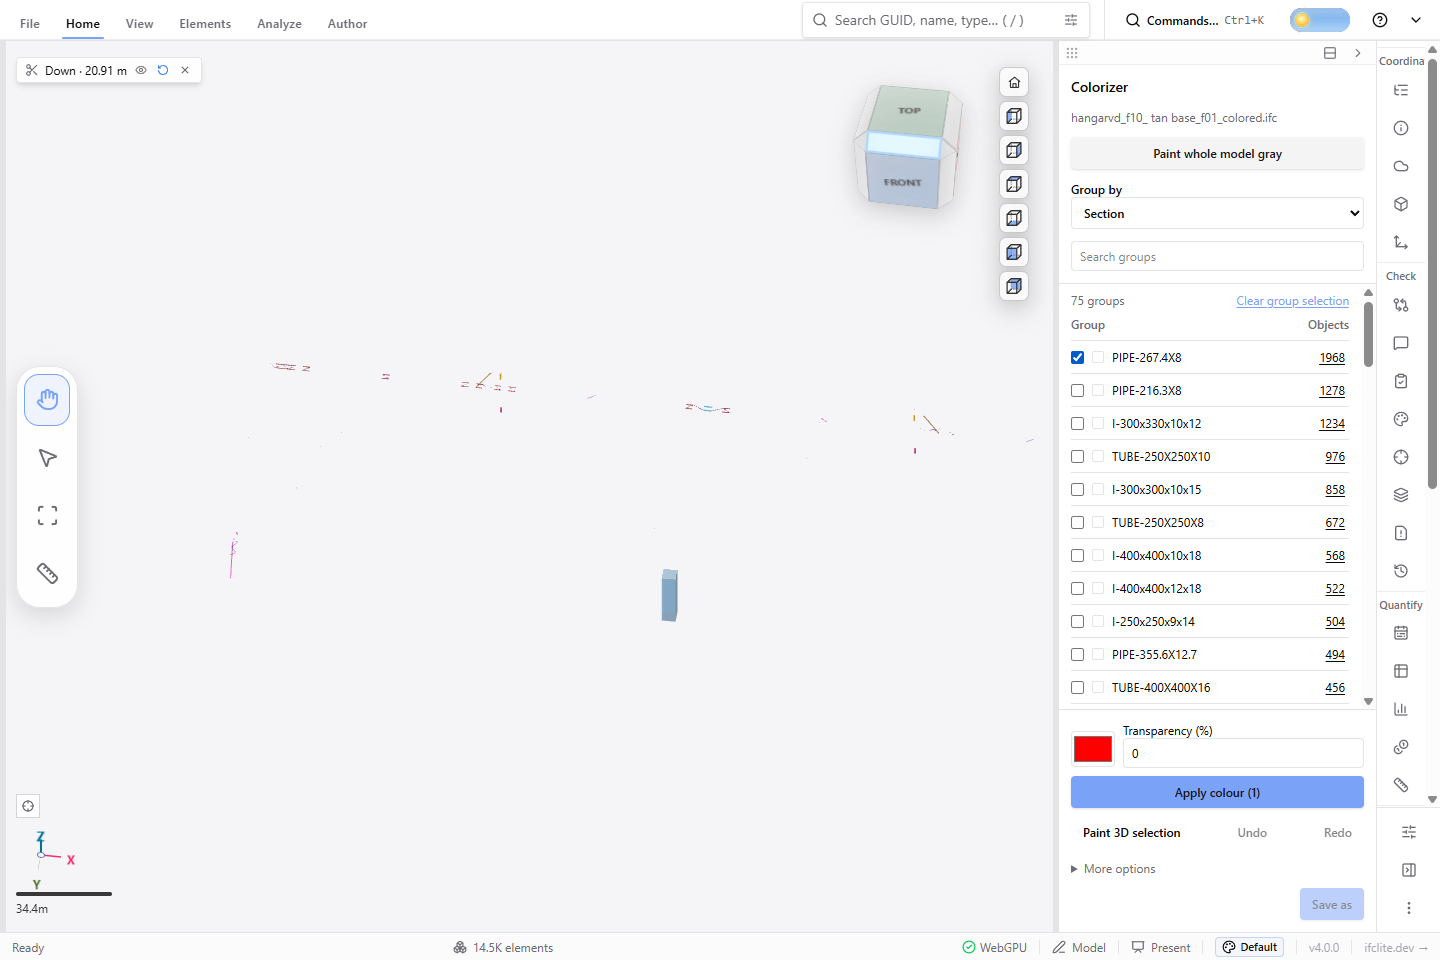 File Home View Elements Analyze Author
Search GUID, name, type... ( / )
Commands... Ctrl+K
Down · 20.91 m
TOP
FRONT
Colorizer
hangarvd_f10_ tan base_f01_colored.ifc
Paint whole model gray
Group by
Section
Search groups
75 groups Clear group selection
Group Objects
PIPE-267.4X8 1968
PIPE-216.3X8 1278
I-300x330x10x12 1234
TUBE-250X250X10 976
I-300x300x10x15 858
TUBE-250X250X8 672
I-400x400x10x18 568
I-400x400x12x18 522
I-250x250x9x14 504
PIPE-355.6X12.7 494
TUBE-400X400X16 456
Transparency (%)
0
Apply colour (1)
Paint 3D selection Undo Redo
More options
Save as
Coordina
Check
Quantify
Z
X
Y
34.4m
Ready
14.5K elements
WebGPU Model Present Default v4.0.0 ifclite.dev →